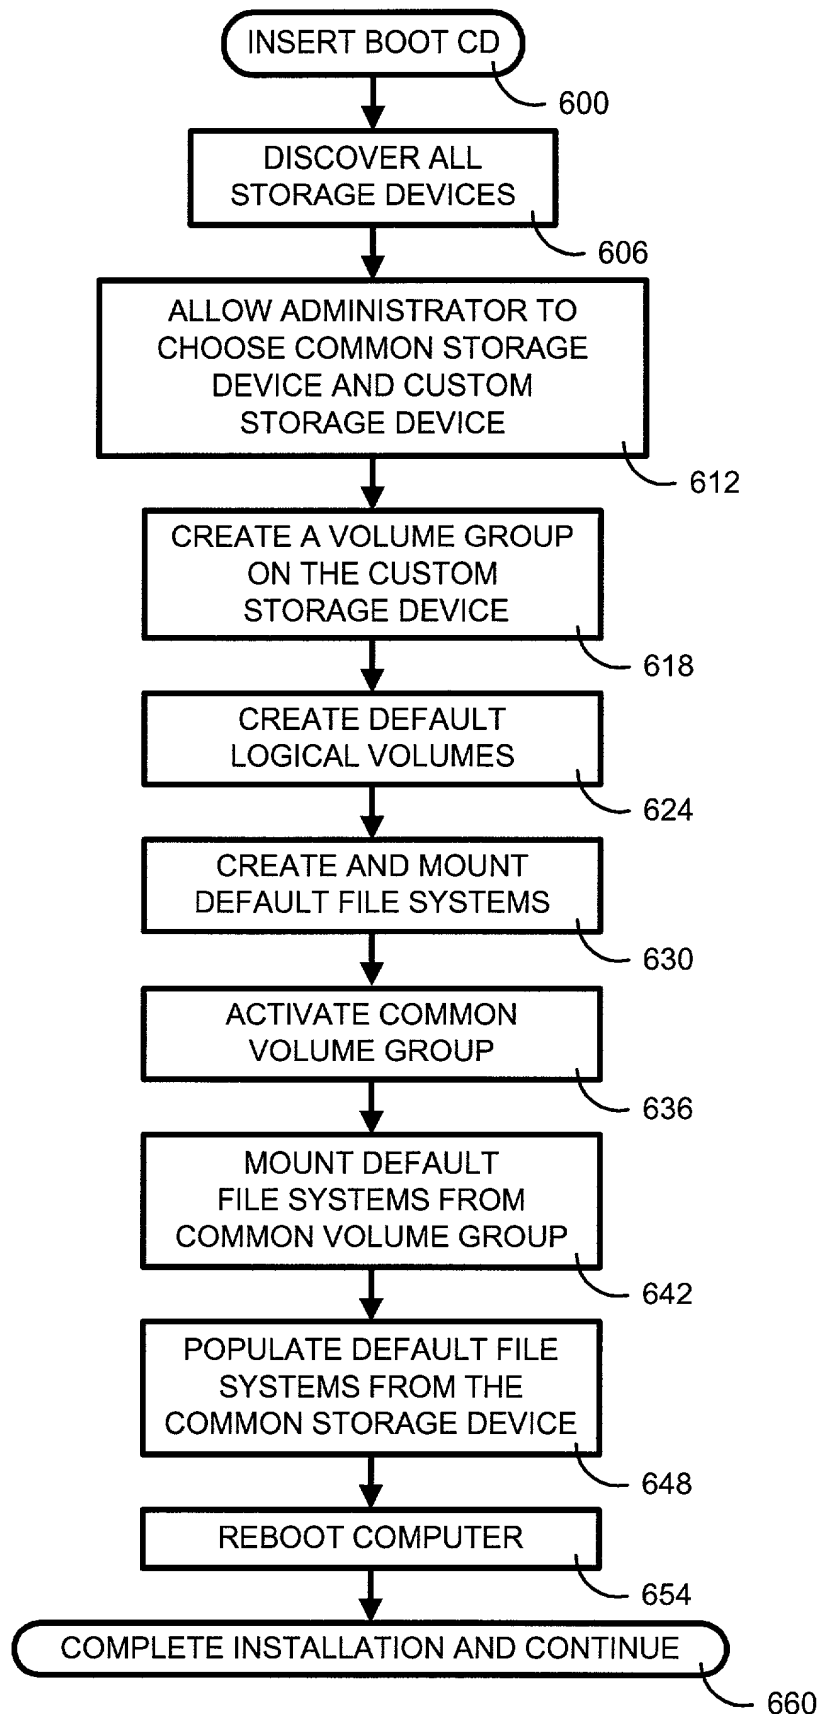 INSERT BOOT CD
600
DISCOVER ALL
STORAGE DEVICES
606
ALLOW ADMINISTRATOR TO
CHOOSE COMMON STORAGE
DEVICE AND CUSTOM
STORAGE DEVICE
612
CREATE A VOLUME GROUP
ON THE CUSTOM
STORAGE DEVICE
618
CREATE DEFAULT
LOGICAL VOLUMES
624
CREATE AND MOUNT
DEFAULT FILE SYSTEMS
630
ACTIVATE COMMON
VOLUME GROUP
636
MOUNT DEFAULT
FILE SYSTEMS FROM
COMMON VOLUME GROUP
642
POPULATE DEFAULT FILE
SYSTEMS FROM THE
COMMON STORAGE DEVICE
648
REBOOT COMPUTER
654
COMPLETE INSTALLATION AND CONTINUE
660